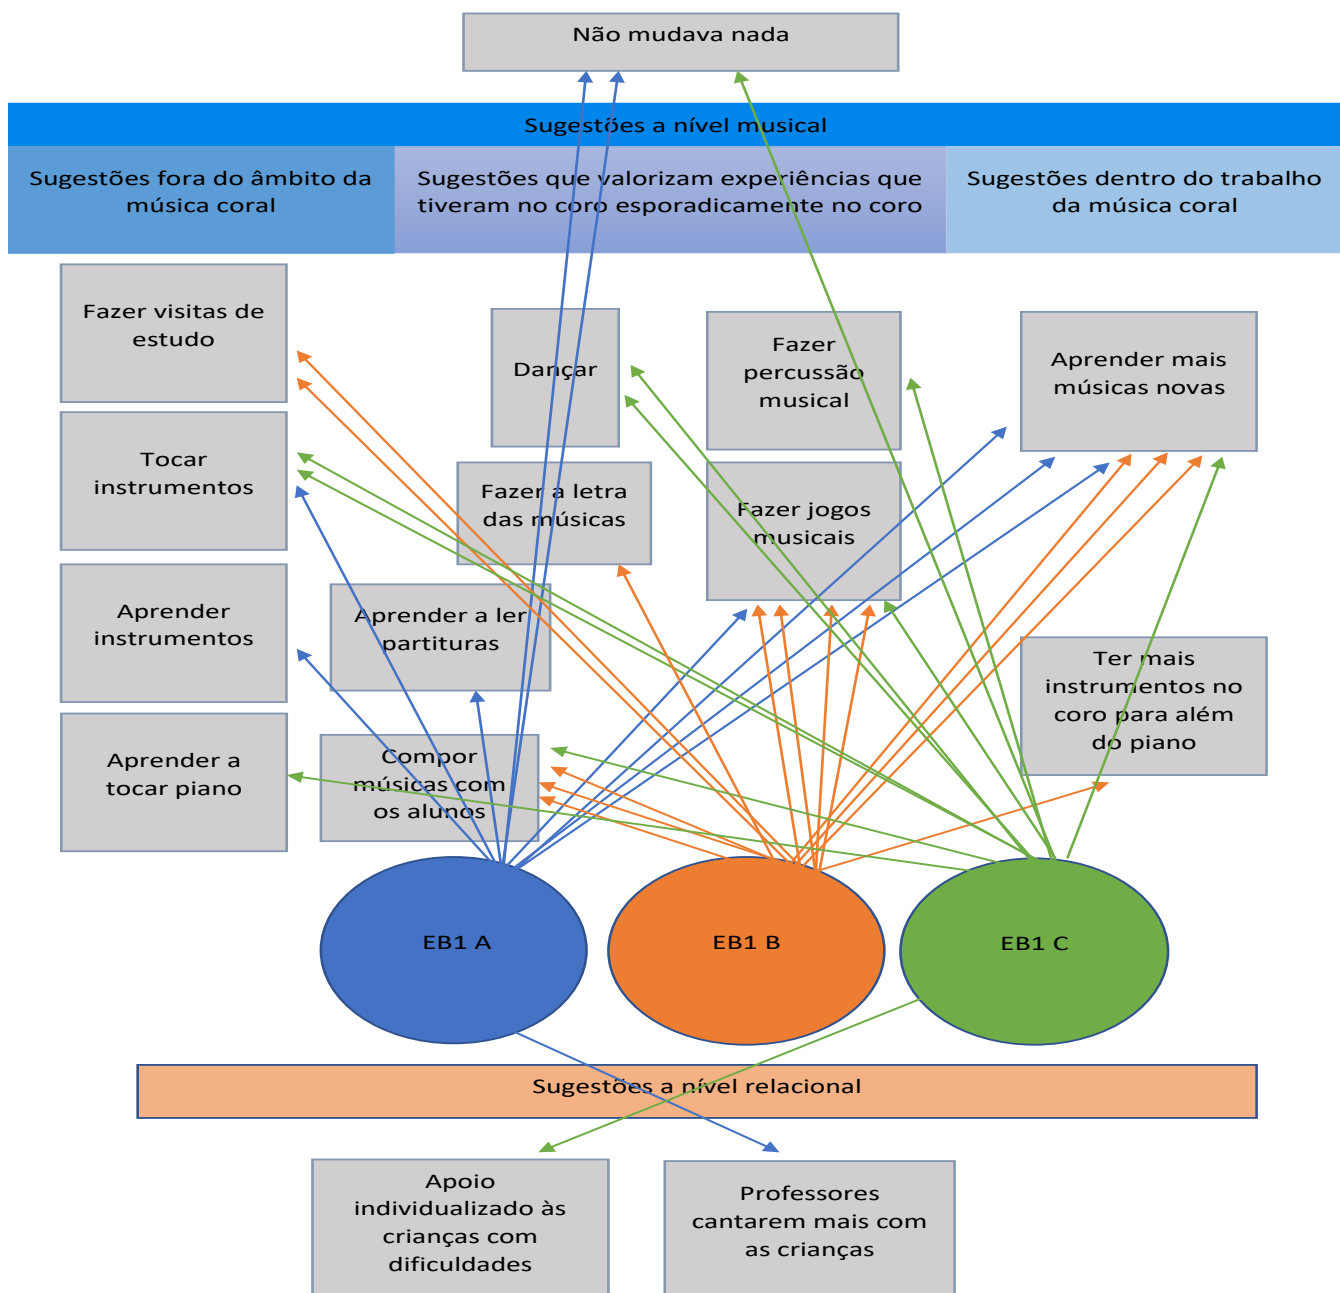 Não mudava nada
Sugestões a nível musical
Sugestões fora do âmbito da
música coral
Sugestões que valorizam experiências que
tiveram no coro esporadicamente no coro
Sugestões dentro do trabalho
da música coral
Fazer visitas de
estudo
Dançar
Fazer
percussão
musical
Aprender mais
músicas novas
Tocar
instrumentos
Fazer a letra
das músicas
Fazer jogos
musicais
Aprender
instrumentos
Aprender a ler
partituras
Ter mais
instrumentos no
coro para além
do piano
Aprender a
tocar piano
Compor
músicas com
os alunos
EB1 A
EB1 B
EB1 C
Sugestões a nível relacional
Apoio
individualizado às
crianças com
dificuldades
Professores
cantarem mais com
as crianças